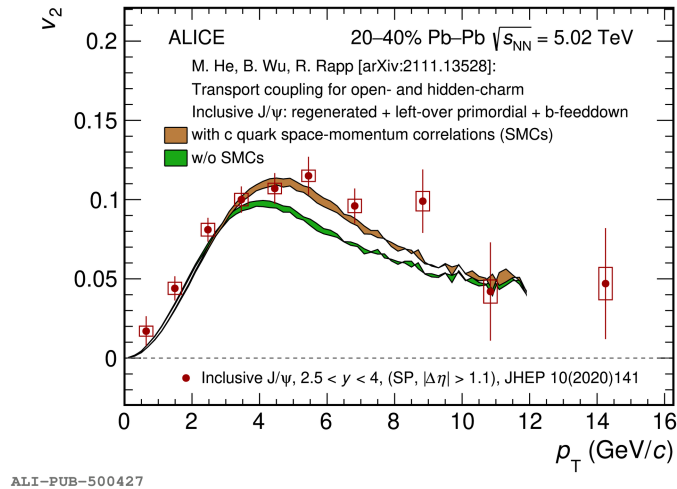 v2
0.2
0.15
0.1
0.05
0
ALICE
20–40% Pb–Pb √sNN = 5.02 TeV
M. He, B. Wu, R. Rapp [arXiv:2111.13528]:
Transport coupling for open- and hidden-charm
Inclusive J/ψ: regenerated + left-over primordial + b-feeddown
with c quark space-momentum correlations (SMCs)
w/o SMCs
Inclusive J/ψ, 2.5 < y < 4, (SP, |Δη| > 1.1), JHEP 10(2020)141
0 2 4 6 8 10 12 14 16
pT (GeV/c)
ALI-PUB-500427